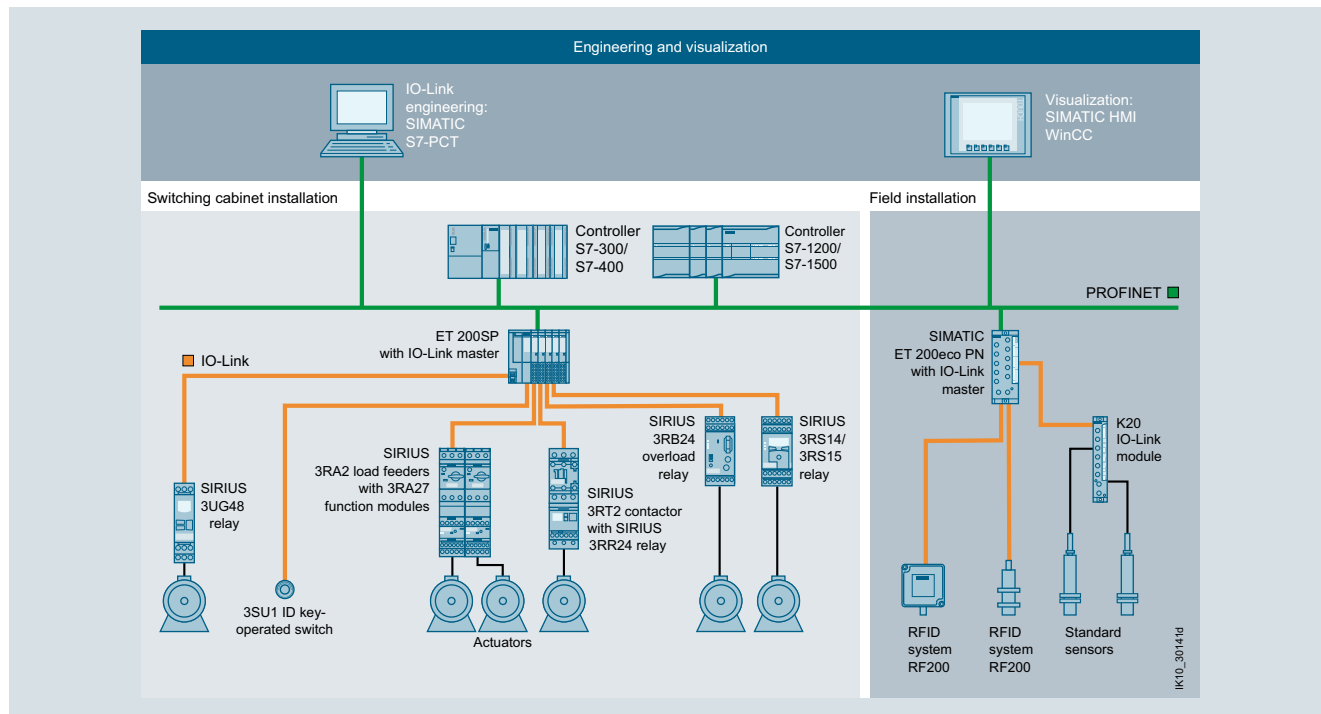 Engineering and visualization
IO-Link
engineering:
SIMATIC
S7-PCT
Visualization:
SIMATIC HMI
WinCC
Switching cabinet installation
Field installation
Controller
S7-300/
S7-400
Controller
S7-1200/
S7-1500
PROFINET
ET 200SP
with IO-Link master
SIMATIC
ET 200eco PN
with IO-Link
master
IO-Link
SIRIUS
3UG48
relay
3SU1 ID key-
operated switch
SIRIUS
3RA2 load feeders
with 3RA27
function modules
SIRIUS
3RT2 contactor
with SIRIUS
3RR24 relay
Actuators
SIRIUS
3RB24
overload
relay
SIRIUS
3RS14/
3RS15
relay
K20
IO-Link
module
RFID
system
RF200
RFID
system
RF200
Standard
sensors
IK10_30141d